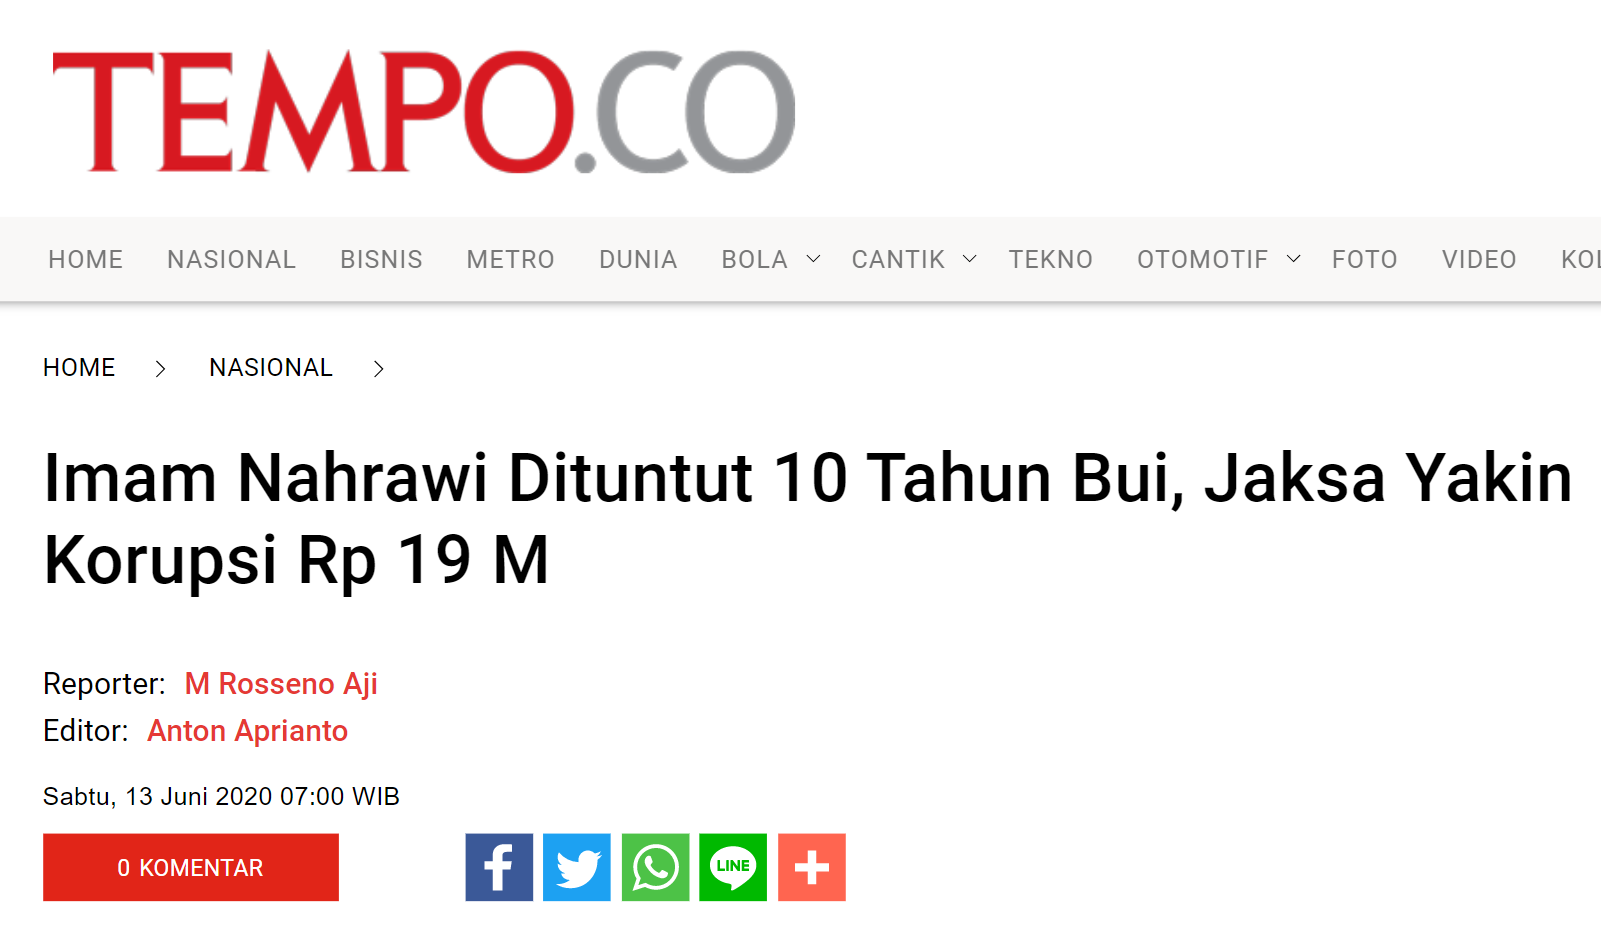 TEMPO.CO
HOME NASIONAL BISNIS METRO DUNIA BOLA CANTIK TEKNO OTOMOTIF FOTO VIDEO
HOME NASIONAL
Imam Nahrawi Dituntut 10 Tahun Bui, Jaksa Yakin
Korupsi Rp 19 M
Reporter: M Rosseno Aji
Editor: Anton Aprianto
Sabtu, 13 Juni 2020 07:00 WIB
0 KOMENTAR
LINE